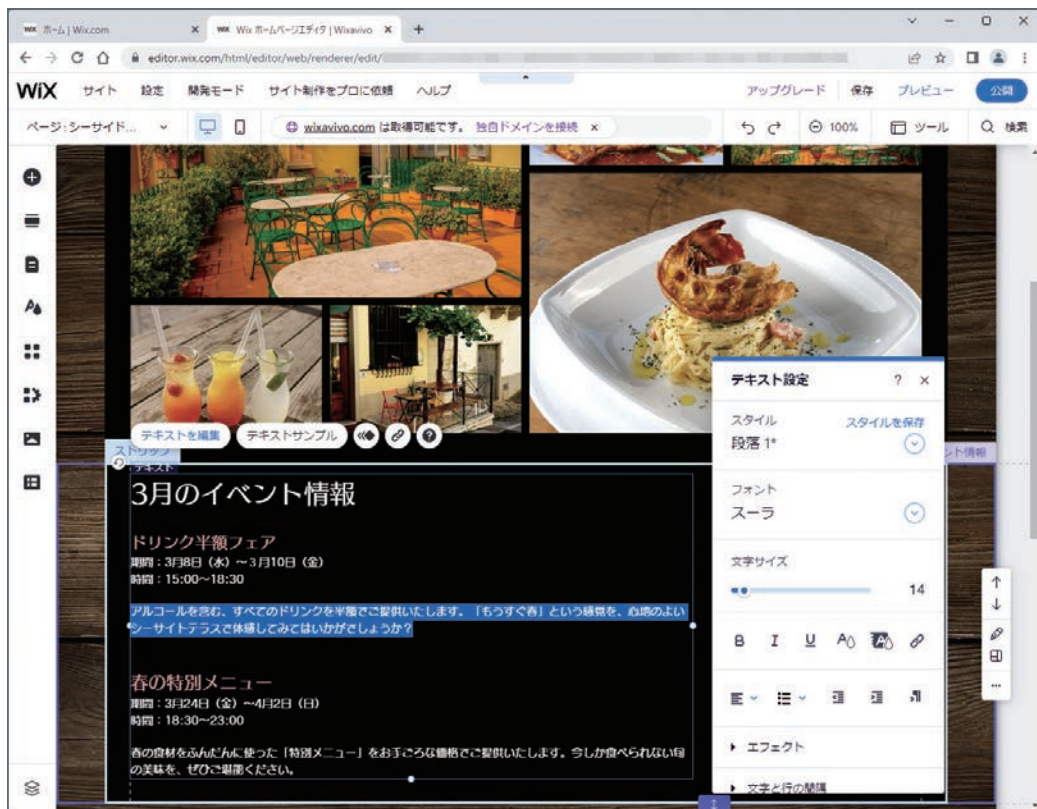 WiX ホーム | Wix.com
WiX Wix ホームページエディタ | Wixavivo
editor.wix.com/html/editor/web/renderer/edit/
WiX サイト 設定 開発モード サイト制作をプロに依頼 ヘルプ アップグレード 保存 プレビュー 公開
ページ：シーサイド... wixavivo.com は取得可能です。 独自ドメインを接続 100% ツール 検索
テキストを編集 テキストサンプル
ストリップ
ント情報
テキスト
3月のイベント情報
ドリンク半額フェア
期間：3月8日（水）～3月10日（金）
時間：15:00～18:30
アルコールを含む、すべてのドリンクを半額でご提供いたします。「もうすぐ春」という感覚を、心地のよい
シーサイトテラスで体感してみてはいかがでしょうか？
春の特別メニュー
期間：3月24日（金）～4月2日（日）
時間：18:30～23:00
春の食材をふんだんに使った「特別メニュー」をお手ごろな価格でご提供いたします。今しか食べられない旬
の美味を、ぜひご堪能ください。
テキスト設定 ?
スタイル スタイルを保存
段落 1*
フォント
スーラ
文字サイズ
14
B I U A A
エフェクト
文字と行の間隔